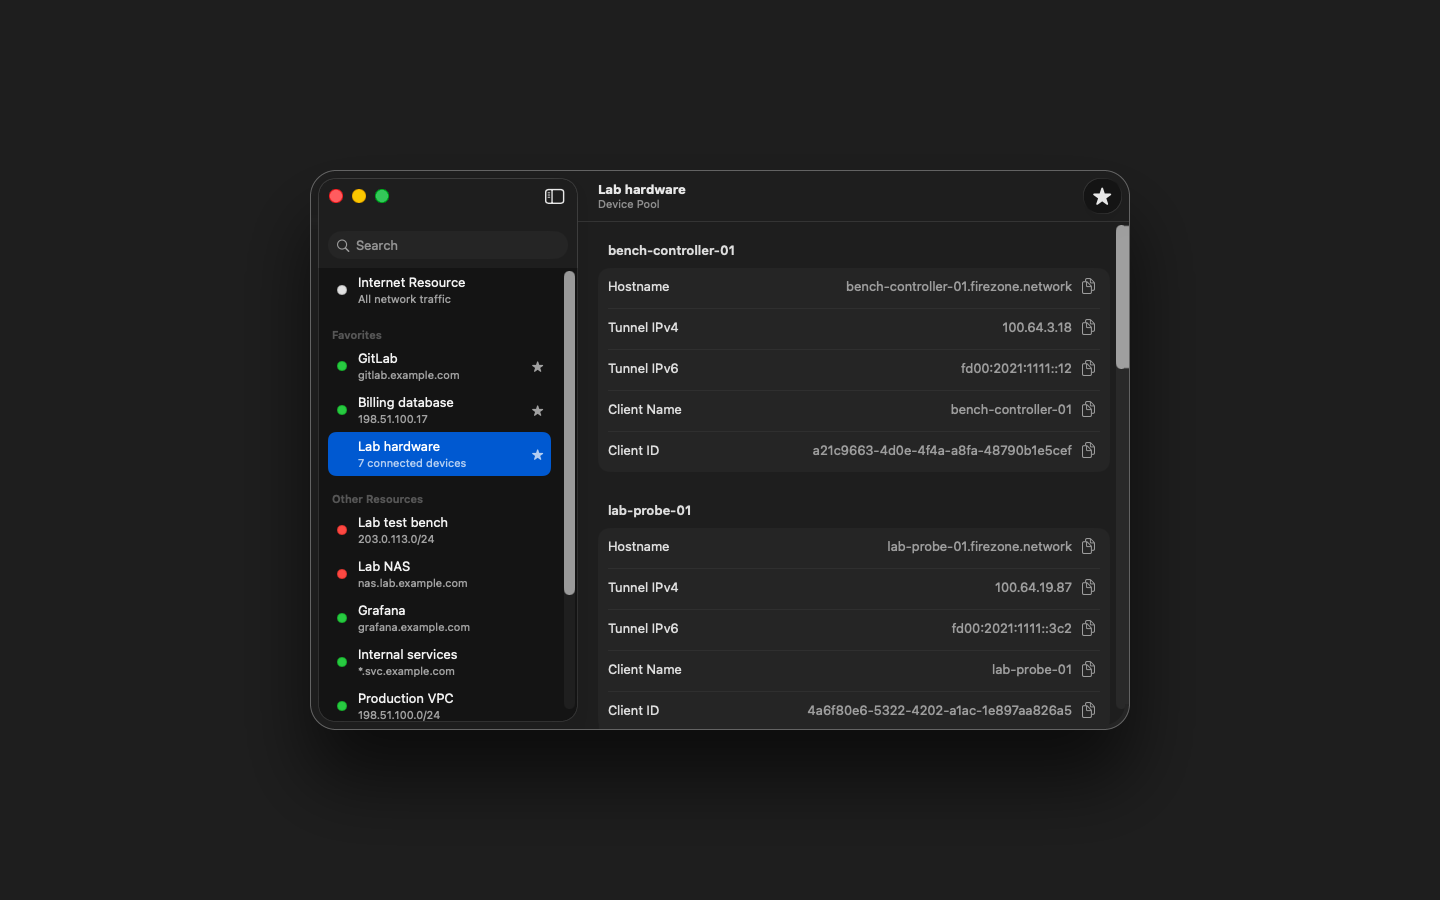 Search
Internet Resource
All network traffic
Favorites
GitLab
gitlab.example.com
Billing database
198.51.100.17
Lab hardware
7 connected devices
Other Resources
Lab test bench
203.0.113.0/24
Lab NAS
nas.lab.example.com
Grafana
grafana.example.com
Internal services
*.svc.example.com
Production VPC
198.51.100.0/24
Lab hardware
Device Pool
bench-controller-01
Hostname bench-controller-01.firezone.network
Tunnel IPv4 100.64.3.18
Tunnel IPv6 fd00:2021:1111::12
Client Name bench-controller-01
Client ID a21c9663-4d0e-4f4a-a8fa-48790b1e5cef
lab-probe-01
Hostname lab-probe-01.firezone.network
Tunnel IPv4 100.64.19.87
Tunnel IPv6 fd00:2021:1111::3c2
Client Name lab-probe-01
Client ID 4a6f80e6-5322-4202-a1ac-1e897aa826a5